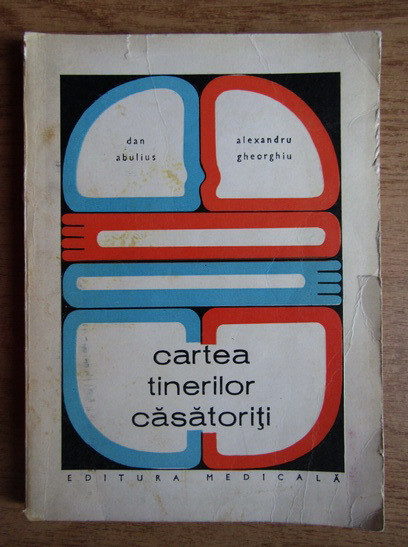 dan
abulius
alexandru
gheorghiu
cartea
tinerilor
căsătoriţi
EDITURA MEDICALĂ